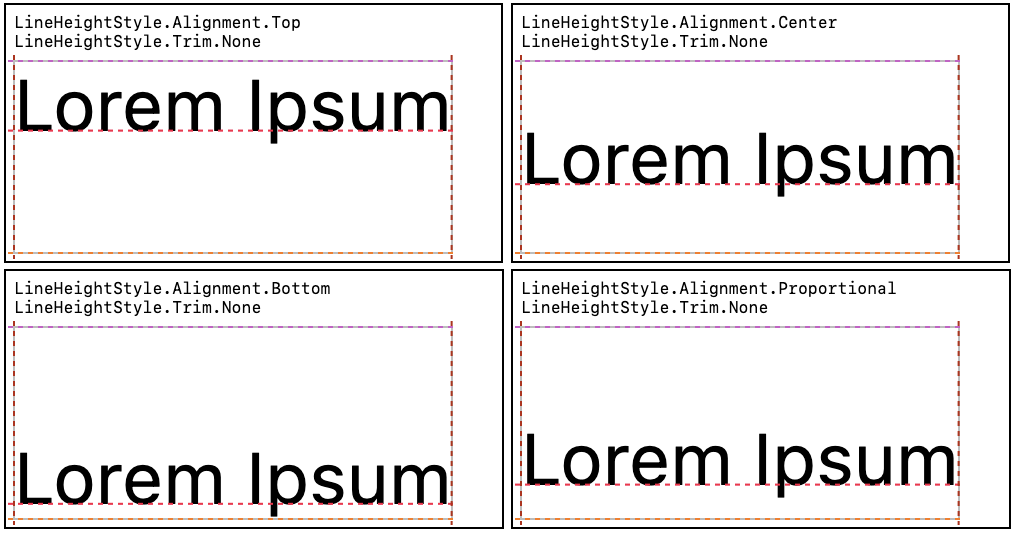 LineHeightStyle.Alignment.Top
LineHeightStyle.Trim.None
Lorem Ipsum
LineHeightStyle.Alignment.Center
LineHeightStyle.Trim.None
Lorem Ipsum
LineHeightStyle.Alignment.Bottom
LineHeightStyle.Trim.None
Lorem Ipsum
LineHeightStyle.Alignment.Proportional
LineHeightStyle.Trim.None
Lorem Ipsum